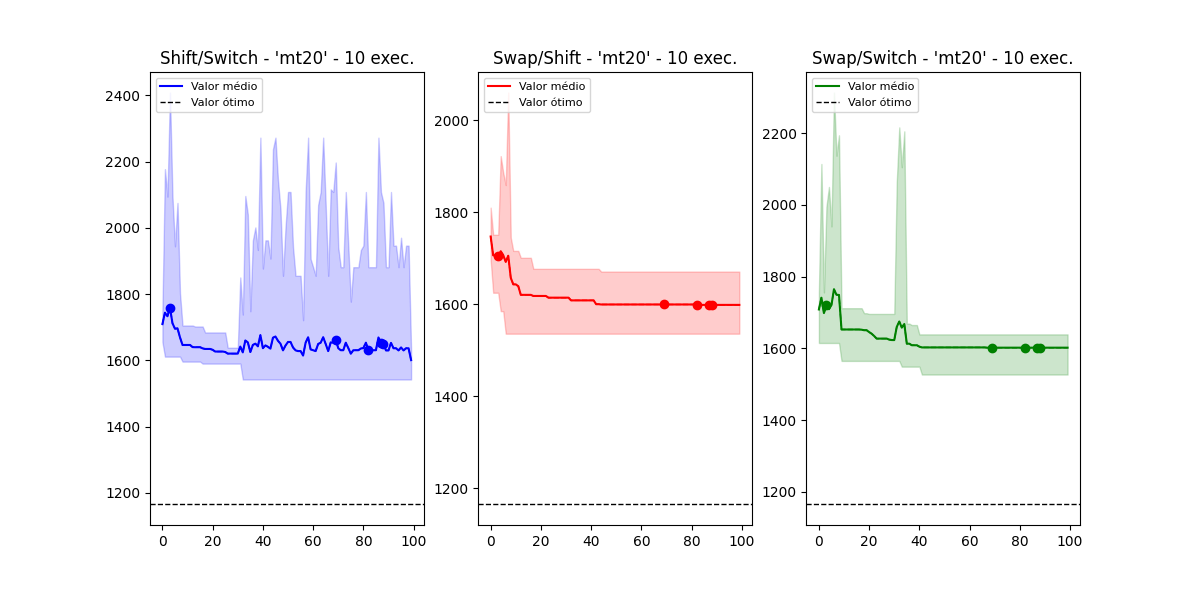 Shift/Switch - 'mt20' - 10 exec.
Valor médio
Valor ótimo
2400
2200
2000
1800
1600
1400
1200
0 20 40 60 80 100
Swap/Shift - 'mt20' - 10 exec.
Valor médio
Valor ótimo
2000
1800
1600
1400
1200
0 20 40 60 80 100
Swap/Switch - 'mt20' - 10 exec.
Valor médio
Valor ótimo
2200
2000
1800
1600
1400
1200
0 20 40 60 80 100